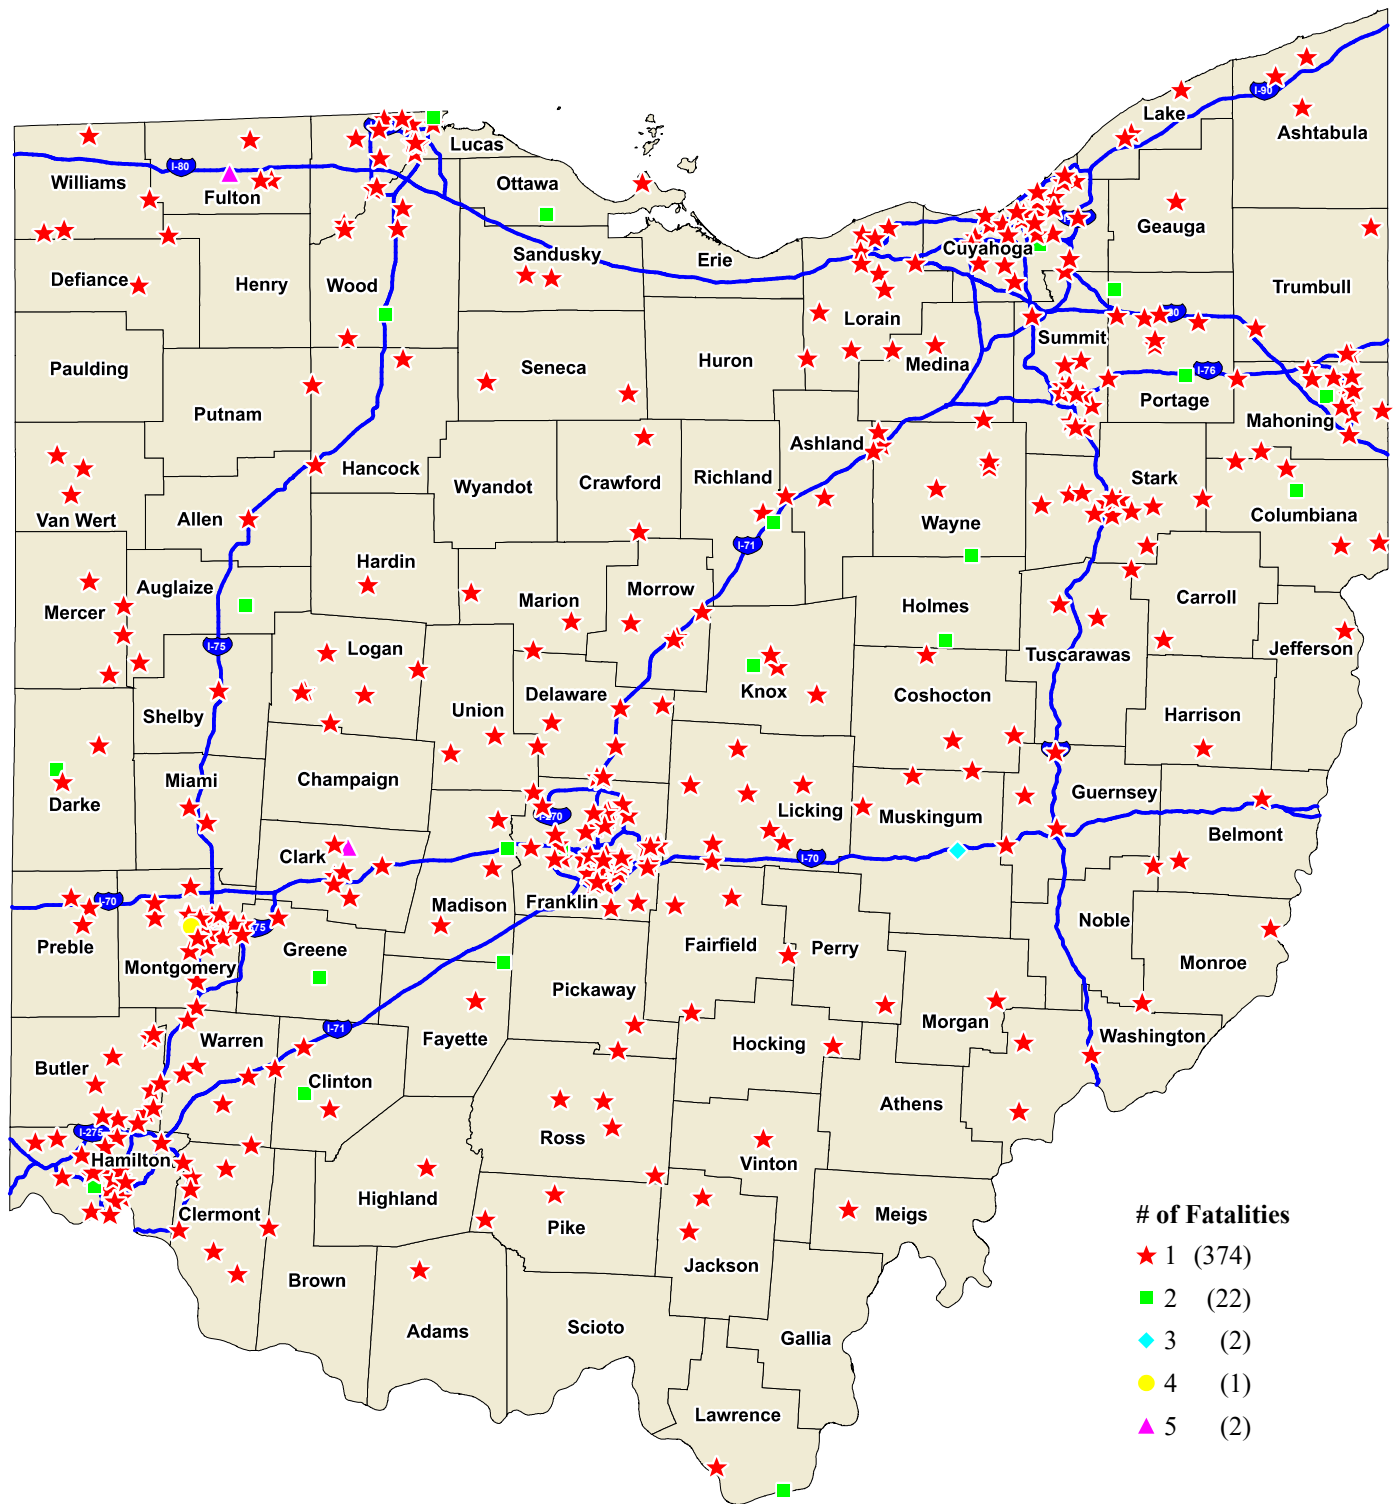 Lake
I-90
Ashtabula
Lucas
I-80
Williams
Fulton
Ottawa
Geauga
Cuyahoga
Sandusky
Erie
Defiance
Henry
Wood
Trumbull
Lorain
Summit
Huron
Medina
Seneca
Paulding
I-76
Portage
Putnam
Mahoning
Ashland
Hancock
Richland
Stark
Crawford
Wyandot
Van Wert
Allen
Wayne
Columbiana
I-71
Hardin
Auglaize
Morrow
Marion
Mercer
Holmes
Carroll
I-75
Logan
Jefferson
Tuscarawas
Delaware
Knox
Coshocton
Union
Shelby
Harrison
Miami
Champaign
Guernsey
Darke
Licking
Muskingum
Belmont
Clark
I-70
I-70
Madison
Franklin
Noble
Preble
75
Greene
Fairfield
Perry
Montgomery
Monroe
Pickaway
Morgan
I-71
Warren
Fayette
Hocking
Washington
Butler
Clinton
Athens
I-275
Ross
Hamilton
Vinton
Highland
Clermont
Pike
Meigs
# of Fatalities
Jackson
1 (374)
Brown
2 (22)
Adams
Scioto
Gallia
3 (2)
4 (1)
Lawrence
5 (2)